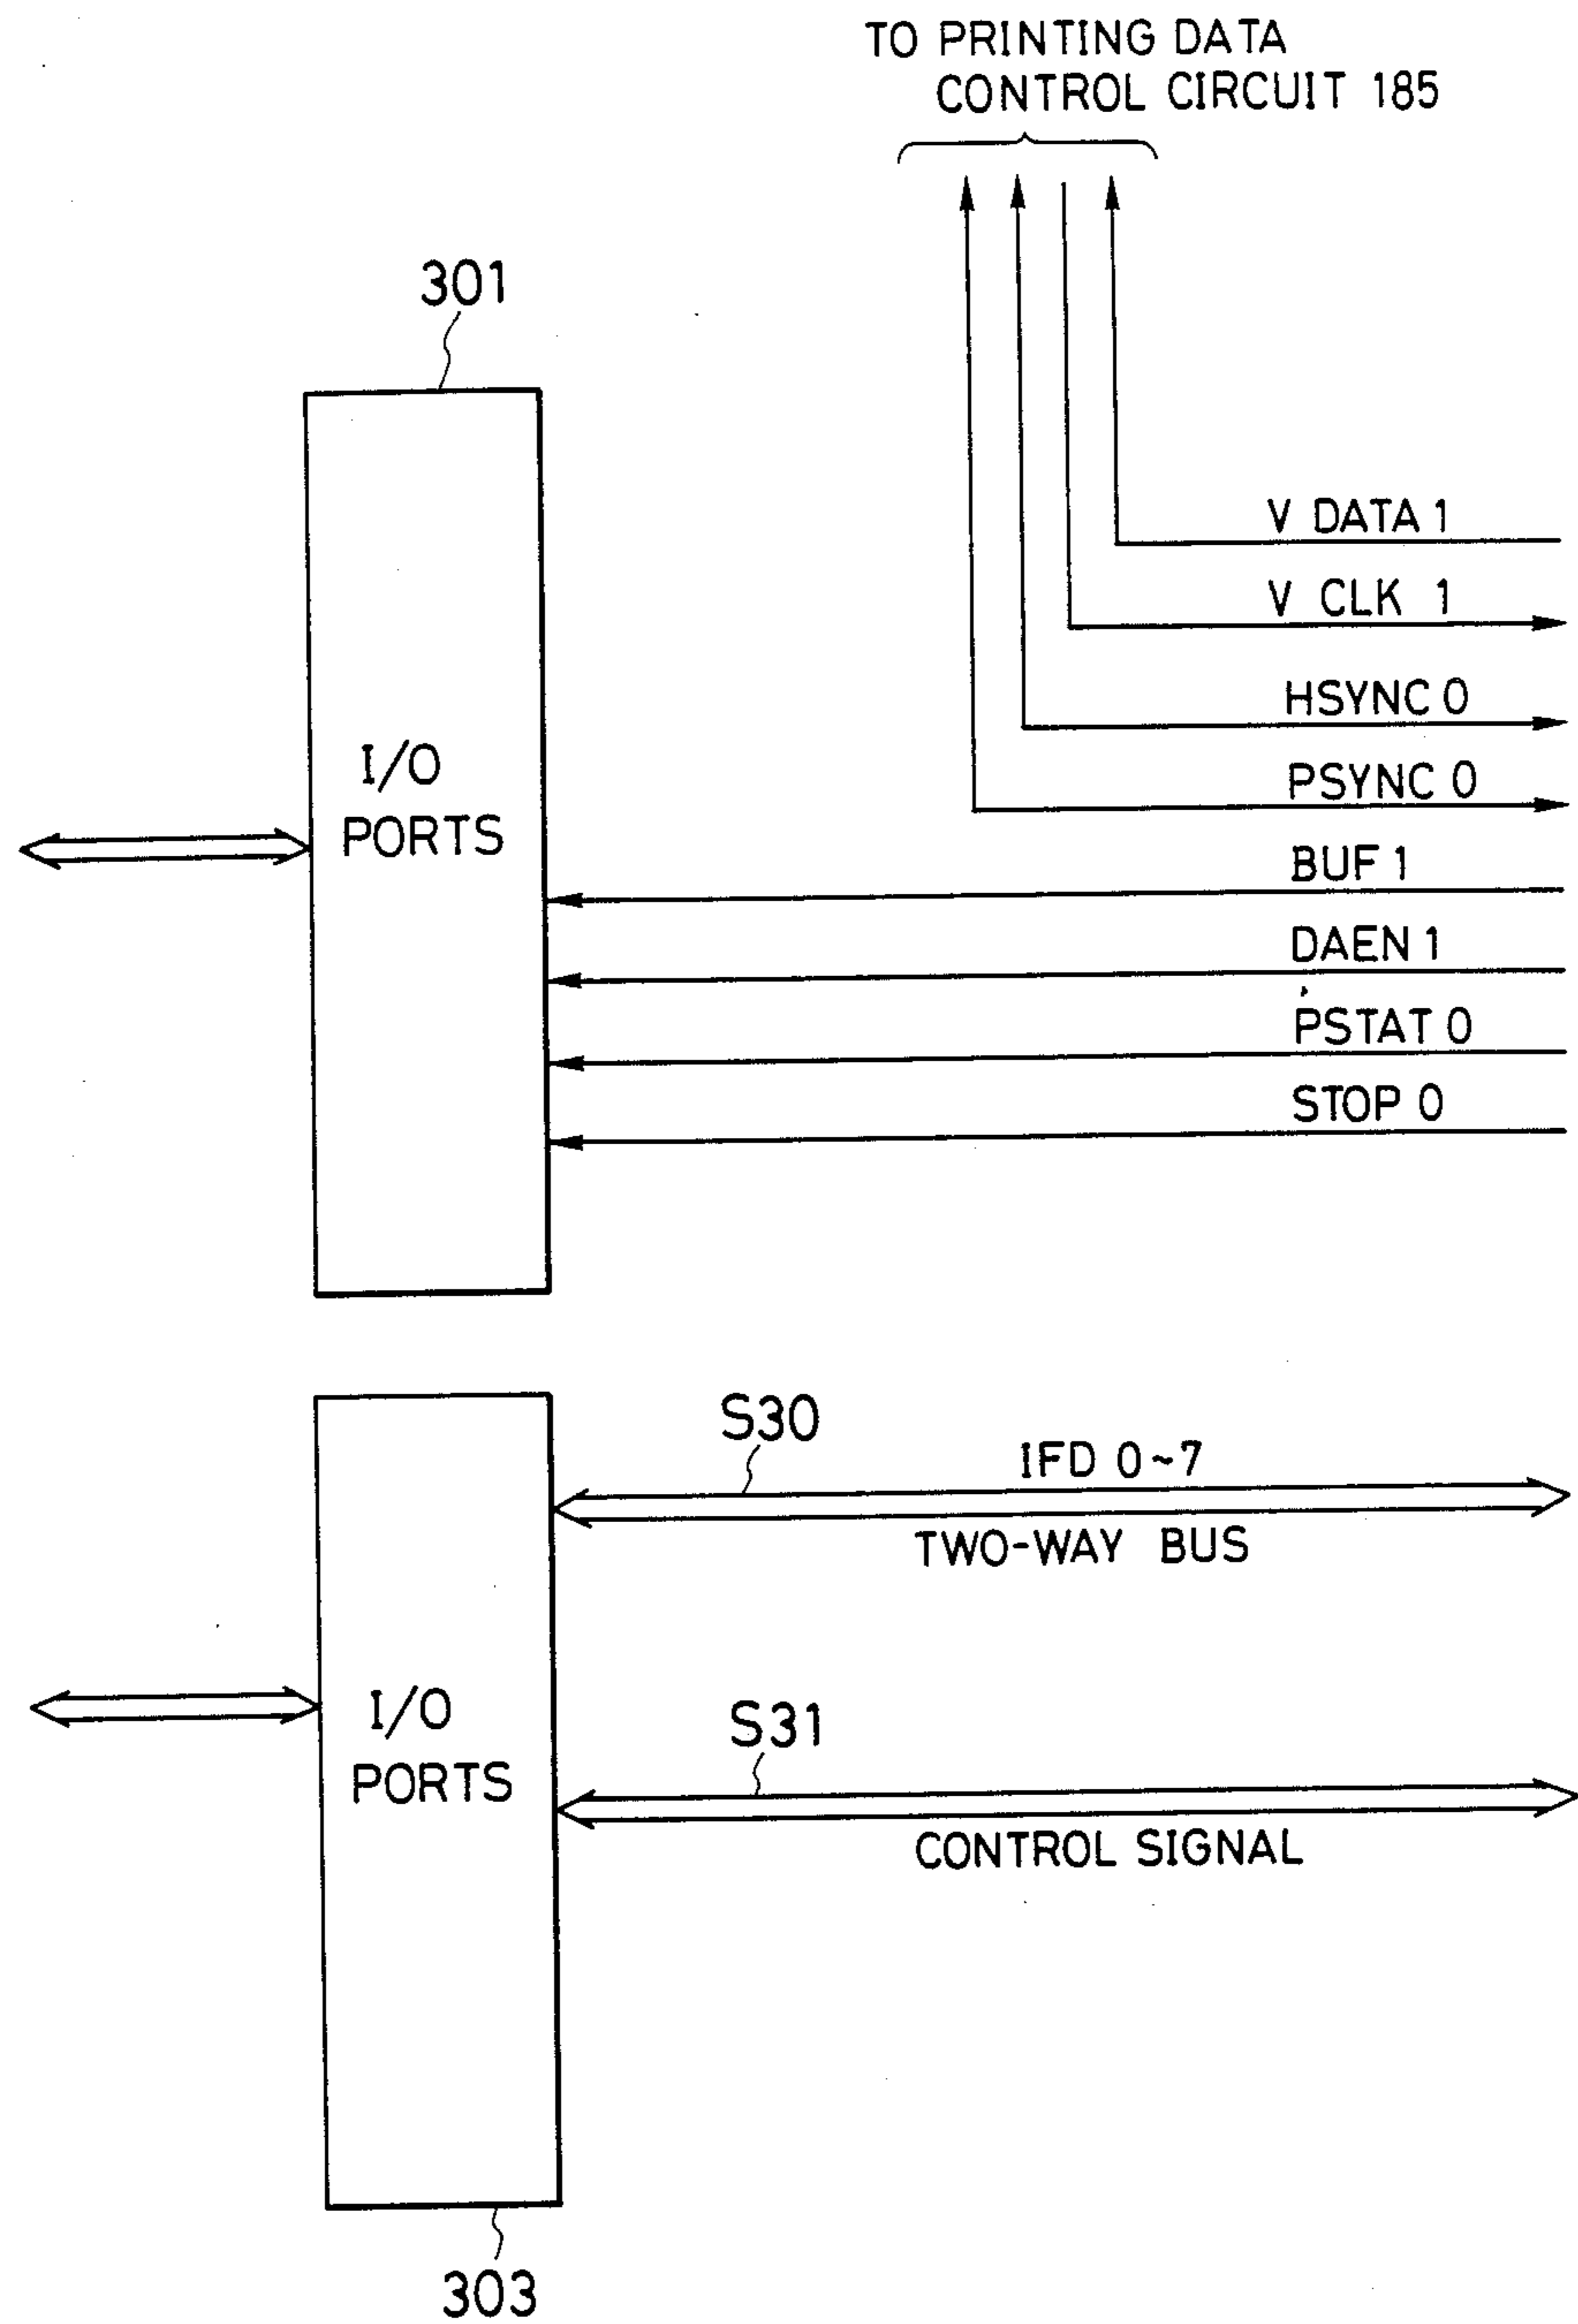 TO PRINTING DATA
CONTROL CIRCUIT 185
301
V DATA 1
V CLK 1
HSYNC 0
I/O
PORTS
PSYNC 0
BUF 1
DAEN 1
PSTAT 0
STOP 0
S30
IFD 0~7
TWO-WAY BUS
I/O
PORTS
S31
CONTROL SIGNAL
303